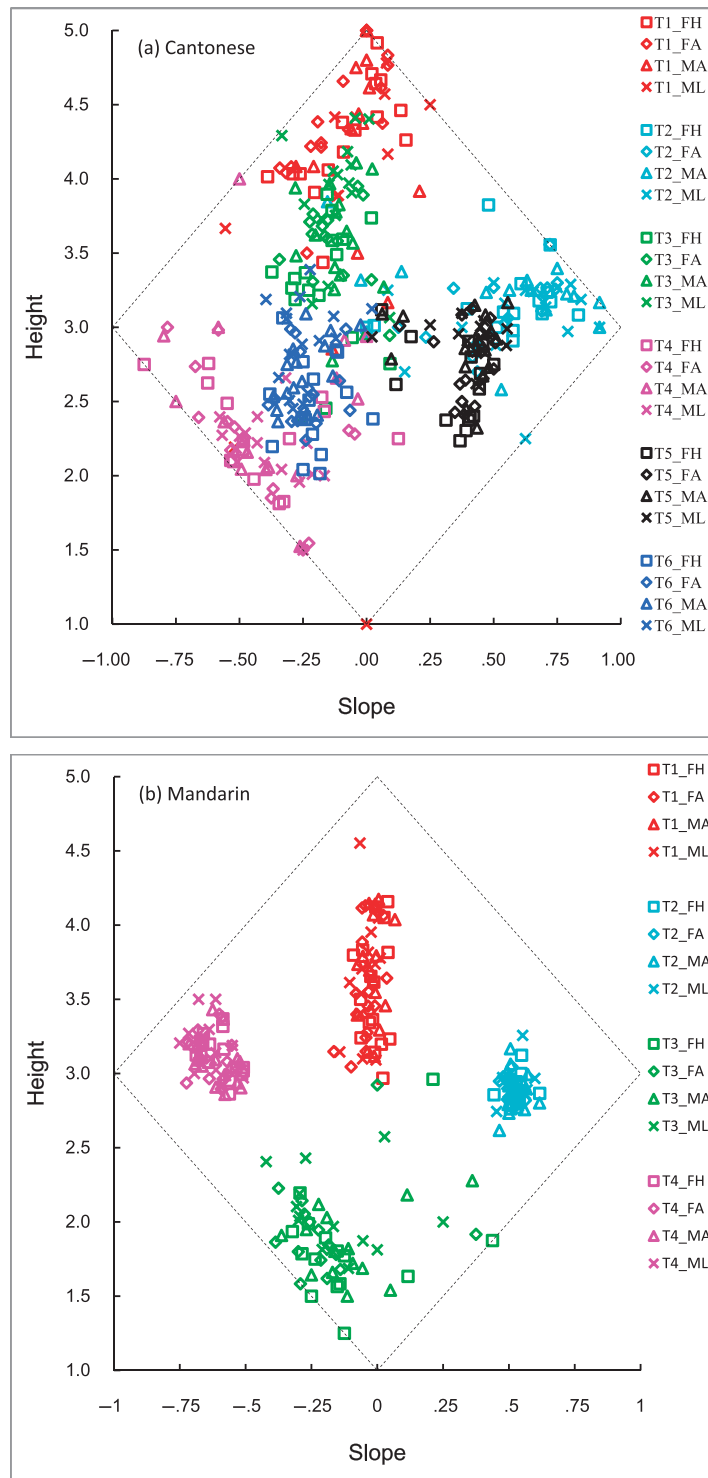 (a) Cantonese
5.0
4.5
4.0
3.5
3.0
2.5
2.0
1.5
1.0
Height
−1.00
−.75
−.50
−.25
.00
.25
.50
.75
1.00
Slope
T1_FH
T1_FA
T1_MA
T1_ML
T2_FH
T2_FA
T2_MA
T2_ML
T3_FH
T3_FA
T3_MA
T3_ML
T4_FH
T4_FA
T4_MA
T4_ML
T5_FH
T5_FA
T5_MA
T5_ML
T6_FH
T6_FA
T6_MA
T6_ML
(b) Mandarin
5.0
4.5
4.0
3.5
3.0
2.5
2.0
1.5
1.0
Height
−1
−.75
−.5
−.25
0
.25
.5
.75
1
Slope
T1_FH
T1_FA
T1_MA
T1_ML
T2_FH
T2_FA
T2_MA
T2_ML
T3_FH
T3_FA
T3_MA
T3_ML
T4_FH
T4_FA
T4_MA
T4_ML